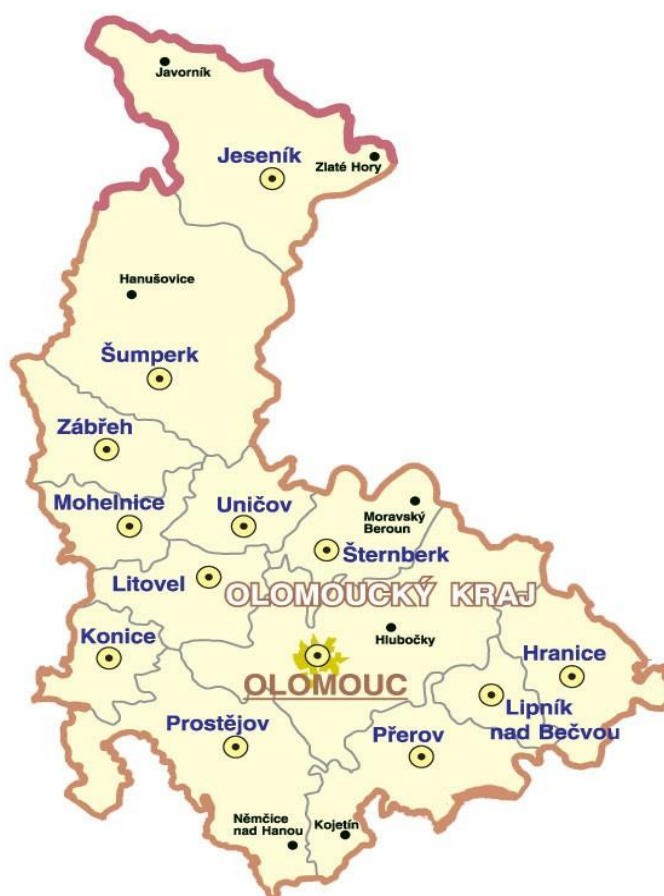 Javorník
Jeseník
Zlaté Hory
Hanušovice
Šumperk
Zábřeh
Mohelnice
Uničov
Moravský
Beroun
Šternberk
Litovel
OLOMOUCKÝ KRAJ
Konice
Hlubočky
Hranice
OLOMOUC
Lipník
nad Bečvou
Prostějov
Přerov
Němčice
nad Hanou
Kojetín